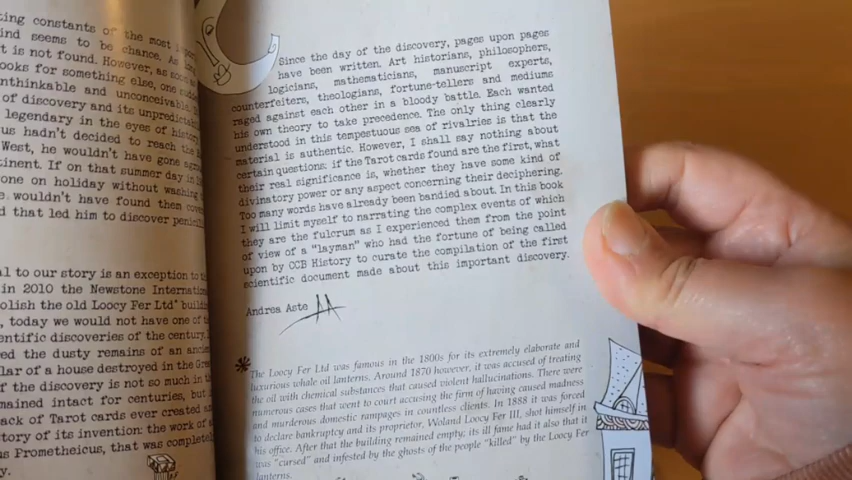 ting constants of the most
ind seems to be chance. As
t is not found. However, as soon
ooks for something else, one
nthinkable and unconceivable.
of discovery and its
legendary in the eyes of
us hadn't decided to reach the
West, he wouldn't have gone
tinent. If on that summer day
one on holiday without washing
e wouldn't have found them
d that led him to discover
al to our story is an exception to
in 2010 the Newstone
olish the old Loocy Fer Ltd*
, today we would not have one of
entific discoveries of the century.
red the dusty remains of an
lar of a house destroyed in the
f the discovery is not so much in
mained intact for centuries, but
ack of Tarot cards ever created
tory of its invention: the work of
us Prometheicus, that was completely
y.
Since the day of the discovery, pages upon pages
have been written. Art historians, philosophers,
logicians, mathematicians, manuscript experts,
counterfeiters, theologians, fortune-tellers and mediums
raged against each other in a bloody battle. Each wanted
his own theory to take precedence. The only thing clearly
understood in this tempestuous sea of rivalries is that the
material is authentic. However, I shall say nothing about
certain questions: if the Tarot cards found are the first, what
their real significance is, whether they have some kind of
divinatory power or any aspect concerning their deciphering.
Too many words have already been bandied about. In this book
I will limit myself to narrating the complex events of which
they are the fulcrum as I experienced them from the point
of view of a "layman" who had the fortune of being called
upon by CCB History to curate the compilation of the first
scientific document made about this important discovery.
Andrea Aste
The Loocy Fer Ltd was famous in the 1800s for its extremely elaborate and
luxurious whale oil lanterns. Around 1870 however, it was accused of treating
the oil with chemical substances that caused violent hallucinations. There were
numerous cases that went to court accusing the firm of having caused madness
and murderous domestic rampages in countless clients. In 1888 it was forced
to declare bankruptcy and its proprietor, Woland Loocy Fer III, shot himself in
his office. After that the building remained empty; its ill fame had it also that it
was "cursed" and infested by the ghosts of the people "killed" by the Loocy Fer
lanterns.